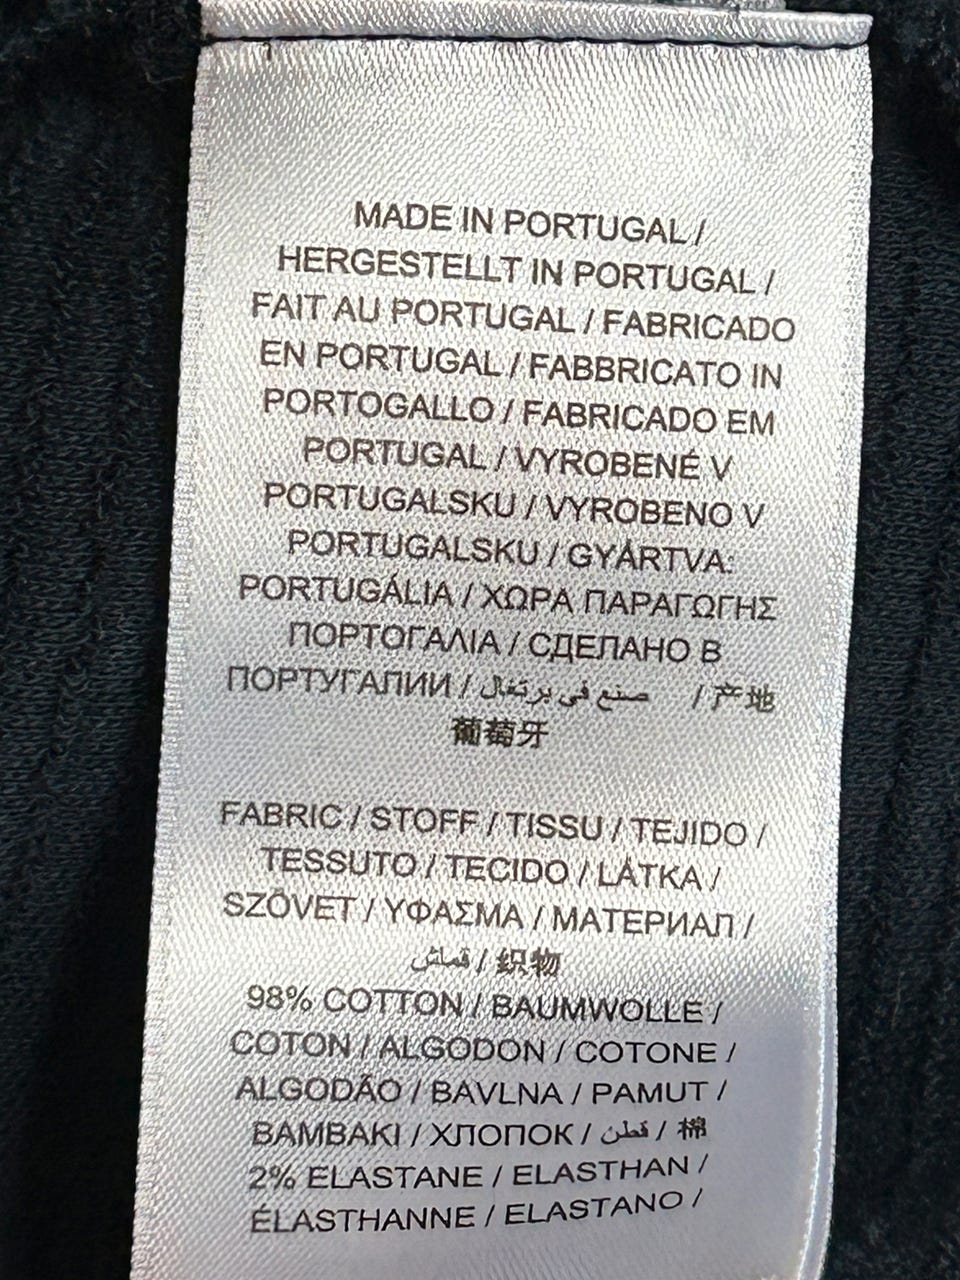 MADE IN PORTUGAL /
HERGESTELLT IN PORTUGAL /
FAIT AU PORTUGAL / FABRICADO
EN PORTUGAL / FABBRICATO IN
PORTOGALLO / FABRICADO EM
PORTUGAL / VYROBENÉ V
PORTUGALSKU / VYROBENO V
PORTUGALSKU / GYÁRTVA:
PORTUGÁLIA / ΧΩΡΑ ΠΑΡΑΓΩΓΗΣ
ΠΟΡΤΟΓΑΛΙΑ / СДЕЛАНО В
ПОРТУГАЛИИ / صنع في برتغال / 产地
葡萄牙
FABRIC / STOFF / TISSU / TEJIDO /
TESSUTO / TECIDO / LÁTKA /
SZÖVET / ΥΦΑΣΜΑ / МАТЕРИАЛ /
قماش / 织物
98% COTTON / BAUMWOLLE /
COTON / ALGODON / COTONE /
ALGODÃO / BAVLNA / PAMUT /
BAMBAKI / ХЛОПОК / قطن / 棉
2% ELASTANE / ELASTHAN /
ÉLASTHANNE / ELASTANO /